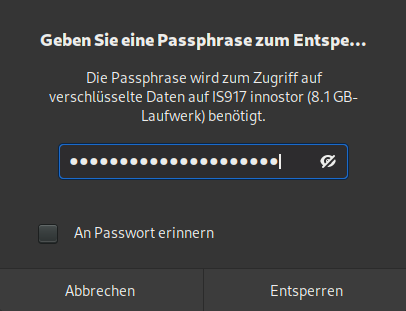 Geben Sie eine Passphrase zum Entspe…
Die Passphrase wird zum Zugriff auf
verschlüsselte Daten auf IS917 innostor (8.1 GB-
Laufwerk) benötigt.
●●●●●●●●●●●●●●●●●●●●●
An Passwort erinnern
Abbrechen
Entsperren